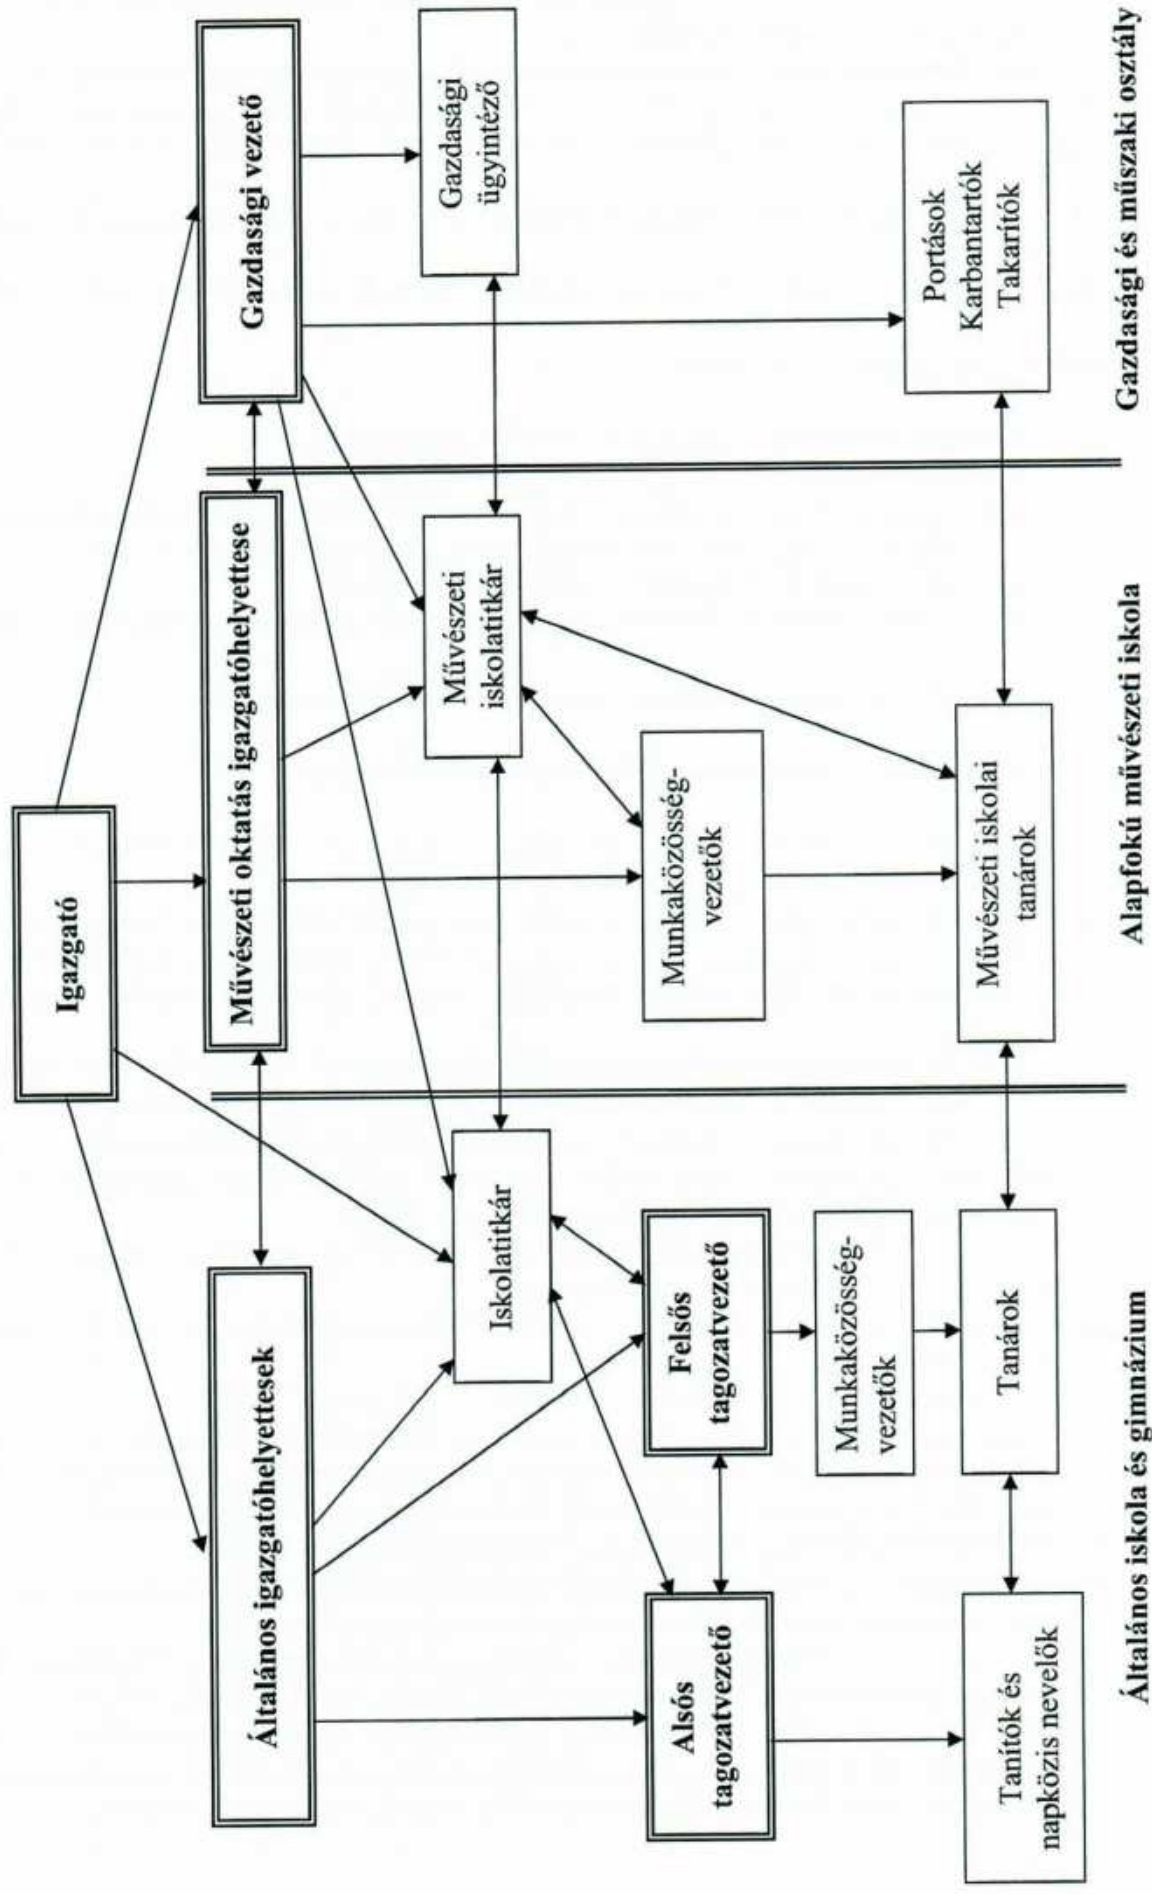 Igazgató
Általános igazgatóhelyettesek
Művészeti oktatás igazgatóhelyettese
Gazdasági vezető
Iskolatitkár
Művészeti
iskolatitkár
Gazdasági
ügyintéző
Alsós
tagozatvezető
Felsős
tagozatvezető
Munkaközösség-
vezetők
Munkaközösség-
vezetők
Tanítók és
napközis nevelők
Tanárok
Művészeti iskolai
tanárok
Portások
Karbantartók
Takarítók
Általános iskola és gimnázium
Alapfokú művészeti iskola
Gazdasági és műszaki osztály